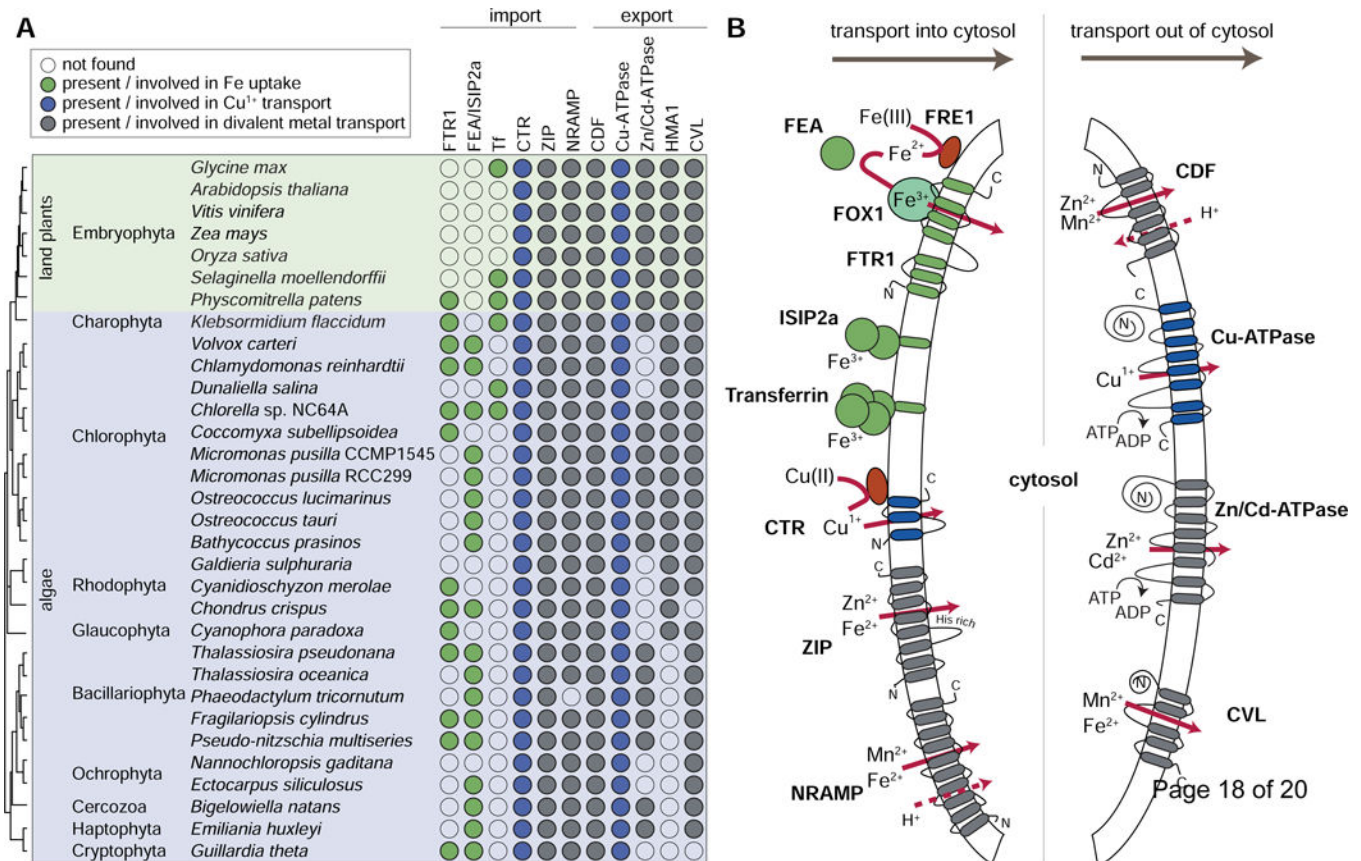 A
import export
not found
present / involved in Fe uptake
present / involved in Cu¹⁺ transport
present / involved in divalent metal transport
FTR1
FEA/ISIP2a
Tf
CTR
ZIP
NRAMP
CDF
Cu-ATPase
Zn/Cd-ATPase
HMA1
CVL
land plants
algae
Embryophyta
Charophyta
Chlorophyta
Rhodophyta
Glaucophyta
Bacillariophyta
Ochrophyta
Cercozoa
Haptophyta
Cryptophyta
Glycine max
Arabidopsis thaliana
Vitis vinifera
Zea mays
Oryza sativa
Selaginella moellendorffii
Physcomitrella patens
Klebsormidium flaccidum
Volvox carteri
Chlamydomonas reinhardtii
Dunaliella salina
Chlorella sp. NC64A
Coccomyxa subellipsoidea
Micromonas pusilla CCMP1545
Micromonas pusilla RCC299
Ostreococcus lucimarinus
Ostreococcus tauri
Bathycoccus prasinos
Galdieria sulphuraria
Cyanidioschyzon merolae
Chondrus crispus
Cyanophora paradoxa
Thalassiosira pseudonana
Thalassiosira oceanica
Phaeodactylum tricornutum
Fragilariopsis cylindrus
Pseudo-nitzschia multiseries
Nannochloropsis gaditana
Ectocarpus siliculosus
Bigelowiella natans
Emiliania huxleyi
Guillardia theta
B
transport into cytosol
transport out of cytosol
FEA
Fe(III)
FRE1
Fe²⁺
Fe³⁺
FOX1
C
FTR1
N
ISIP2a
Fe³⁺
Transferrin
Fe³⁺
Cu(II)
C
CTR
Cu¹⁺
N
cytosol
C
Zn²⁺
Fe²⁺
His rich
ZIP
N
C
Mn²⁺
Fe²⁺
NRAMP
H⁺
N
N
CDF
Zn²⁺
Mn²⁺
H⁺
C
C
N
Cu-ATPase
Cu¹⁺
ATP
ADP
C
N
Zn/Cd-ATPase
Zn²⁺
Cd²⁺
ATP
ADP
C
N
Mn²⁺
CVL
Fe²⁺
C
Page 18 of 20